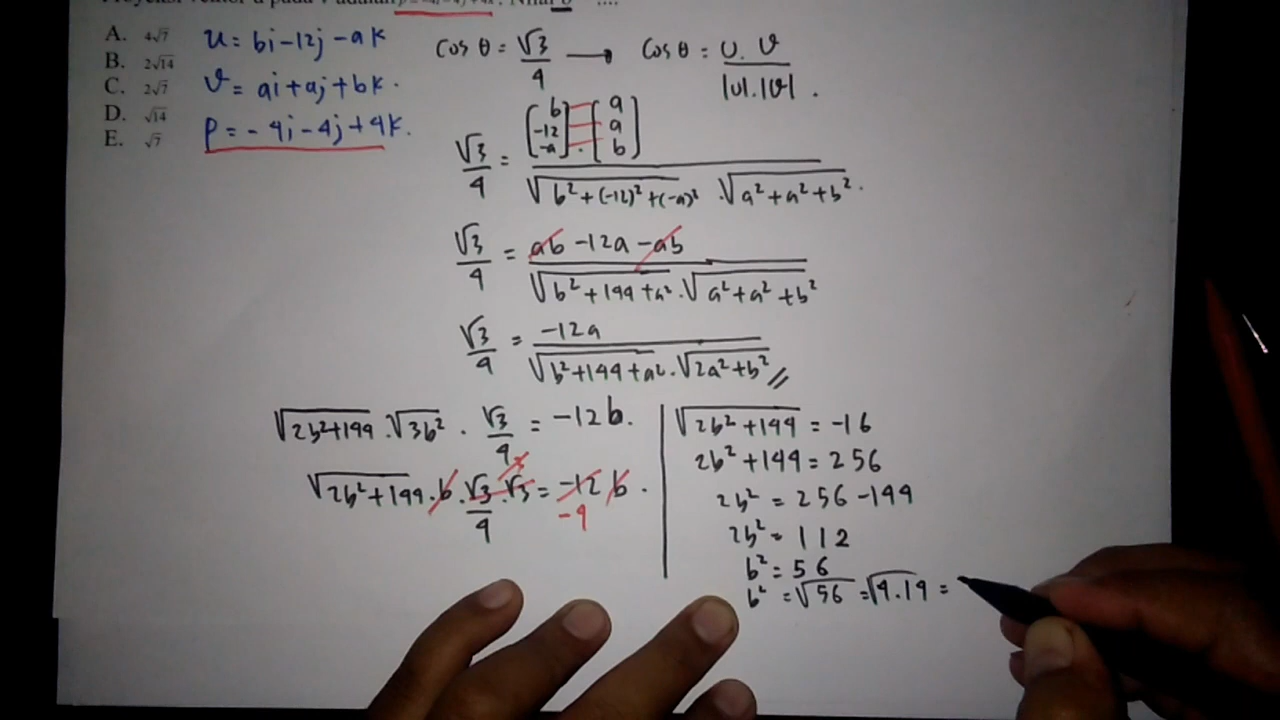 A. 4√7
B. 2√14
C. 2√7
D. √14
E. √7
u = bi - 12j - ak
v = ai + aj + bk.
p = - 4i - 4j + 4k.
cos θ = √3/4 → cos θ = u . v / |u|.|v| .
√3/4 = [b -12 -a] . [a a b] / √b²+(-12)²+(-a)² . √a²+a²+b² .
√3/4 = ab - 12a - ab / √b²+144+a² . √a²+a²+b²
√3/4 = -12a / √b²+144+a² . √2a²+b² //
√2b²+144 . √3b² . √3/4 = -12b.
√2b²+144 . b . √3/4 . √3 = -12 b .
-4
√2b²+144 = -16
2b²+144 = 256
2b² = 256 - 144
2b² = 112
b² = 56
b² = √56 = √4.14 =